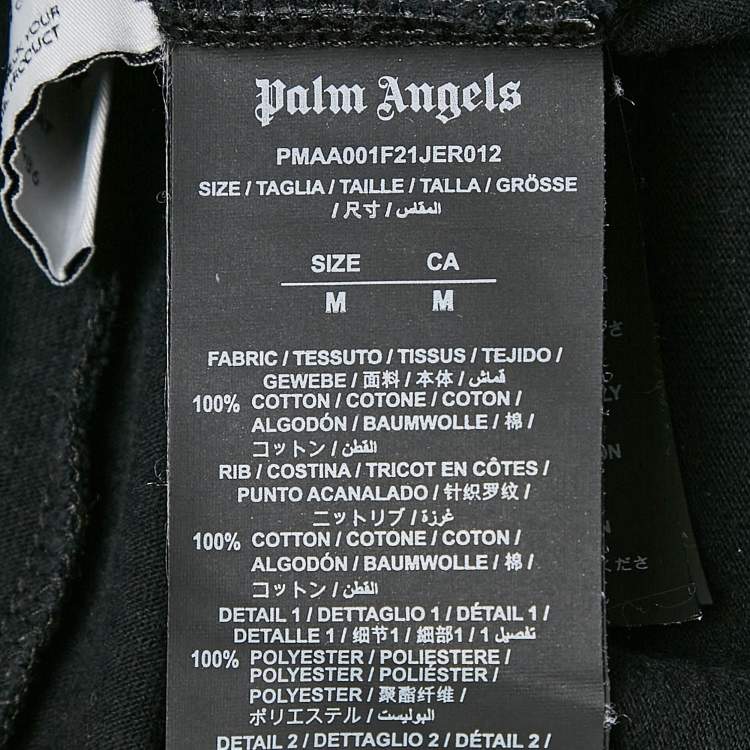 YOUR
PRODUCT
Palm Angels
PMAA001F21JER012
SIZE / TAGLIA / TAILLE / TALLA / GRÖSSE
/ 尺寸 / المقاس
SIZE CA
M M
FABRIC / TESSUTO / TISSUS / TEJIDO /
GEWEBE / 面料 / 本体 / قماش
100% COTTON / COTONE / COTON /
ALGODÓN / BAUMWOLLE / 棉 /
コットン / القطن
RIB / COSTINA / TRICOT EN CÔTES /
PUNTO ACANALADO / 针织罗纹 /
ニットリブ / غرزة
100% COTTON / COTONE / COTON /
ALGODÓN / BAUMWOLLE / 棉 /
コットン / القطن
DETAIL 1 / DETTAGLIO 1 / DÉTAIL 1 /
DETALLE 1 / 细节1 / 細部1 / تفصيل 1
100% POLYESTER / POLIESTERE /
POLYESTER / POLIÉSTER /
POLYESTER / 聚酯纤维 /
ポリエステル / البوليستر
DETAIL 2 / DETTAGLIO 2 / DÉTAIL 2 /